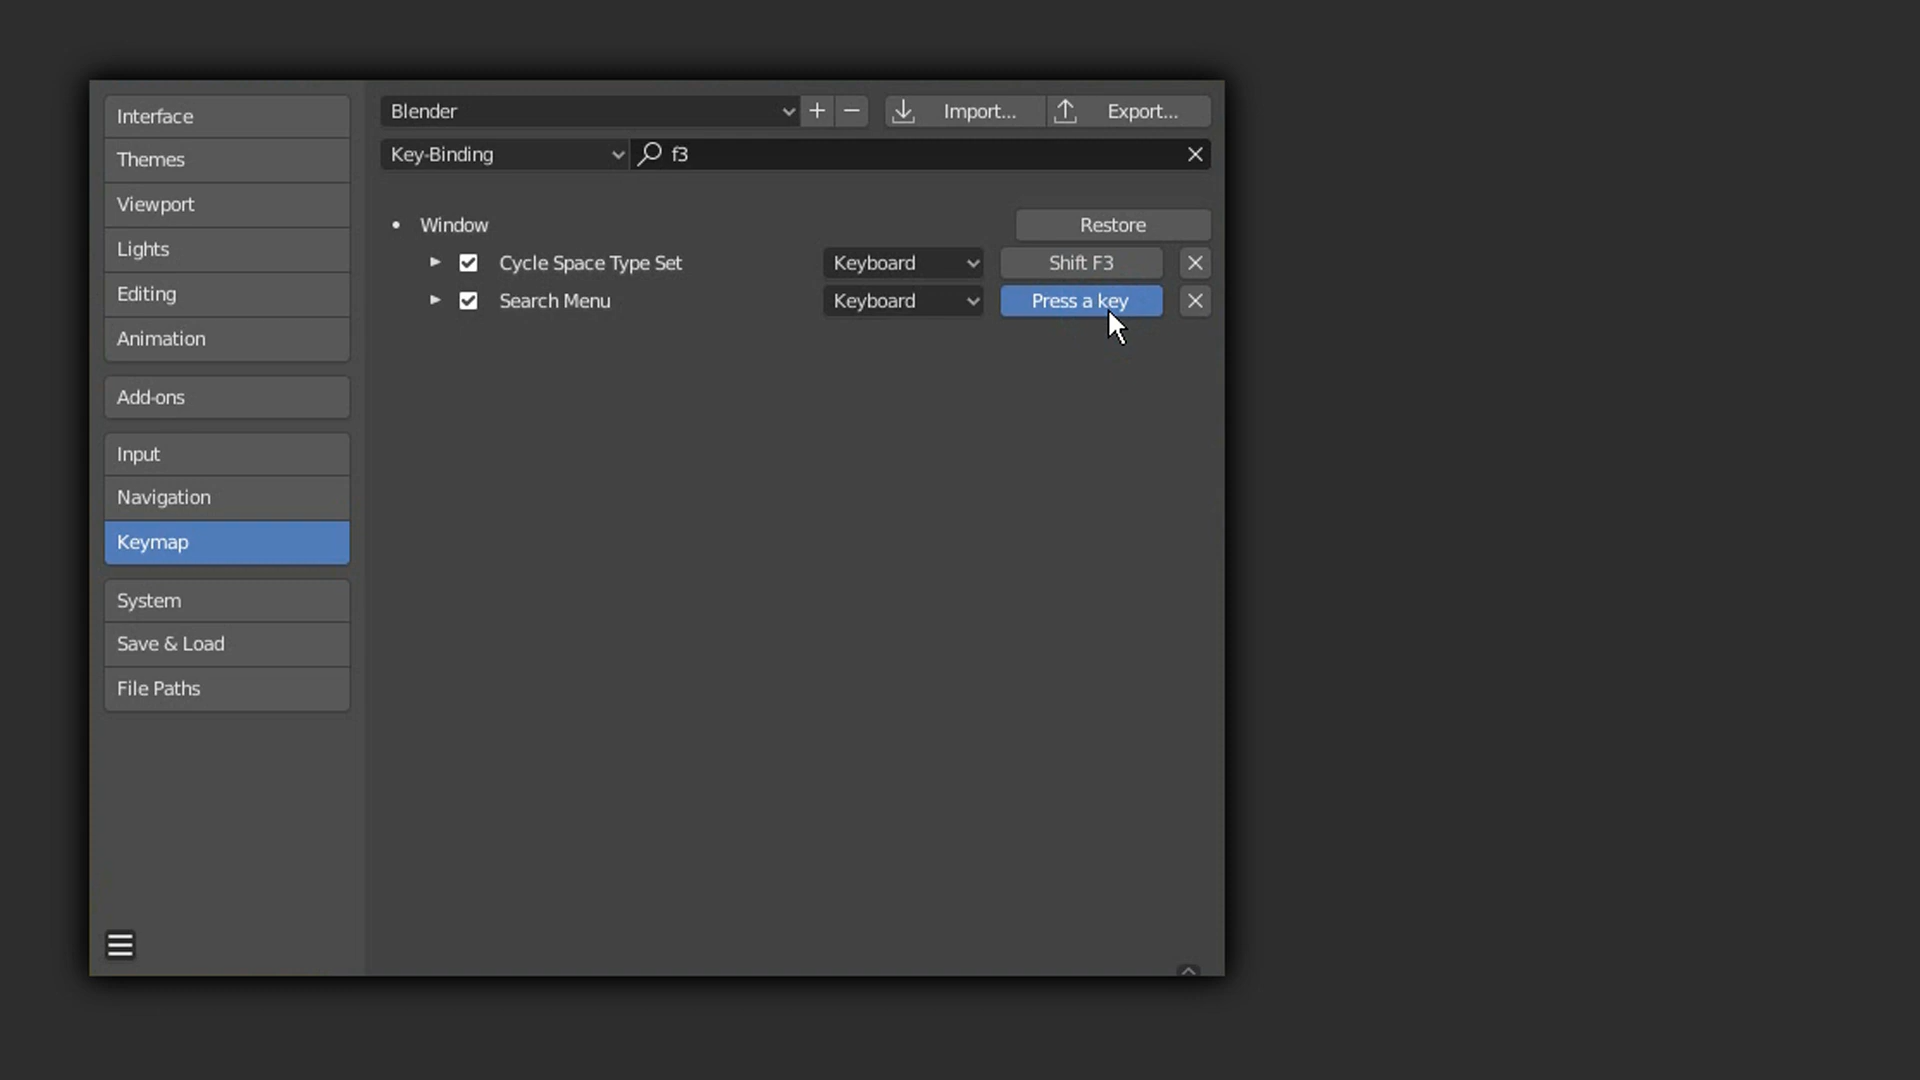 Interface
Themes
Viewport
Lights
Editing
Animation
Add-ons
Input
Navigation
Keymap
System
Save & Load
File Paths
Blender + − Import... Export...
Key-Binding f3
Window Restore
Cycle Space Type Set Keyboard Shift F3
Search Menu Keyboard Press a key